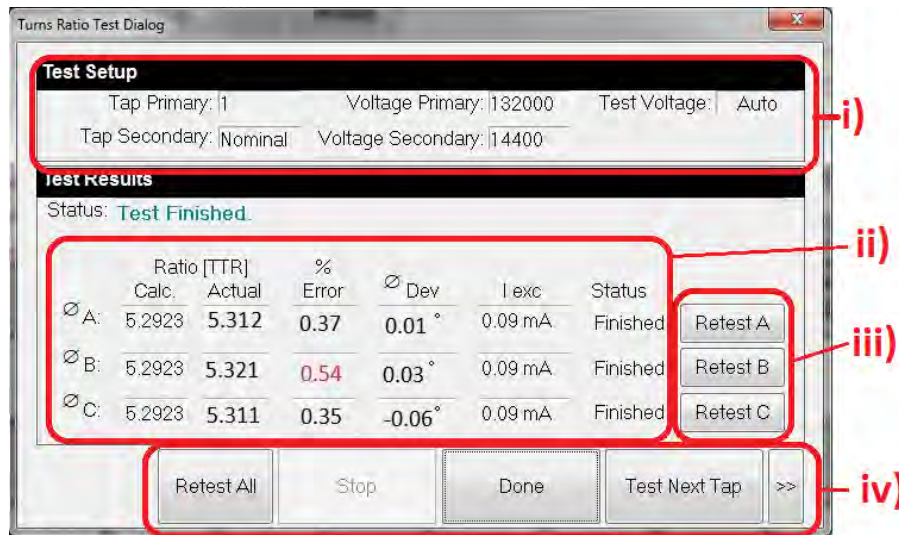 Turns Ratio Test Dialog
Test Setup
Tap Primary: 1 Voltage Primary: 132000 Test Voltage: Auto
i)
Tap Secondary: Nominal Voltage Secondary: 14400
Test Results
Status: Test Finished.
ii)
Ratio [TTR] %
Calc. Actual Error Ø Dev I exc Status
Ø A: 5.2923 5.312 0.37 0.01 ° 0.09 mA Finished Retest A
iii)
Ø B: 5.2923 5.321 0.54 0.03 ° 0.09 mA Finished Retest B
Ø C: 5.2923 5.311 0.35 -0.06° 0.09 mA Finished Retest C
Retest All Stop Done Test Next Tap >>
iv)